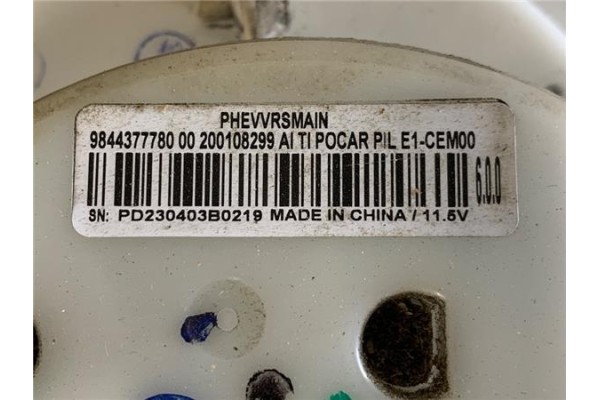 PHEVVRSMAIN
9844377780 00 200108299 AI TI POCAR PIL E1-CEM00
6.0.0
SN: PD230403B0219 MADE IN CHINA / 11.5V